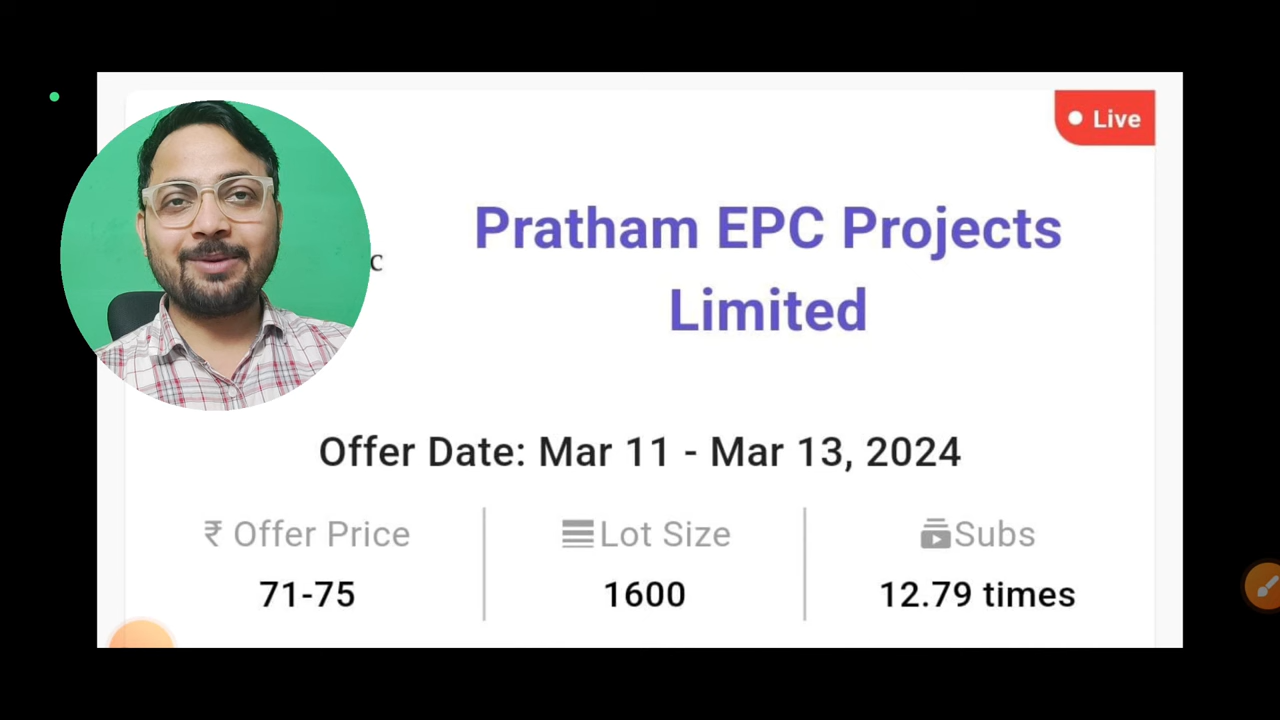 Live
c
Pratham EPC Projects
Limited
Offer Date: Mar 11 - Mar 13, 2024
₹ Offer Price
Lot Size
Subs
71-75
1600
12.79 times